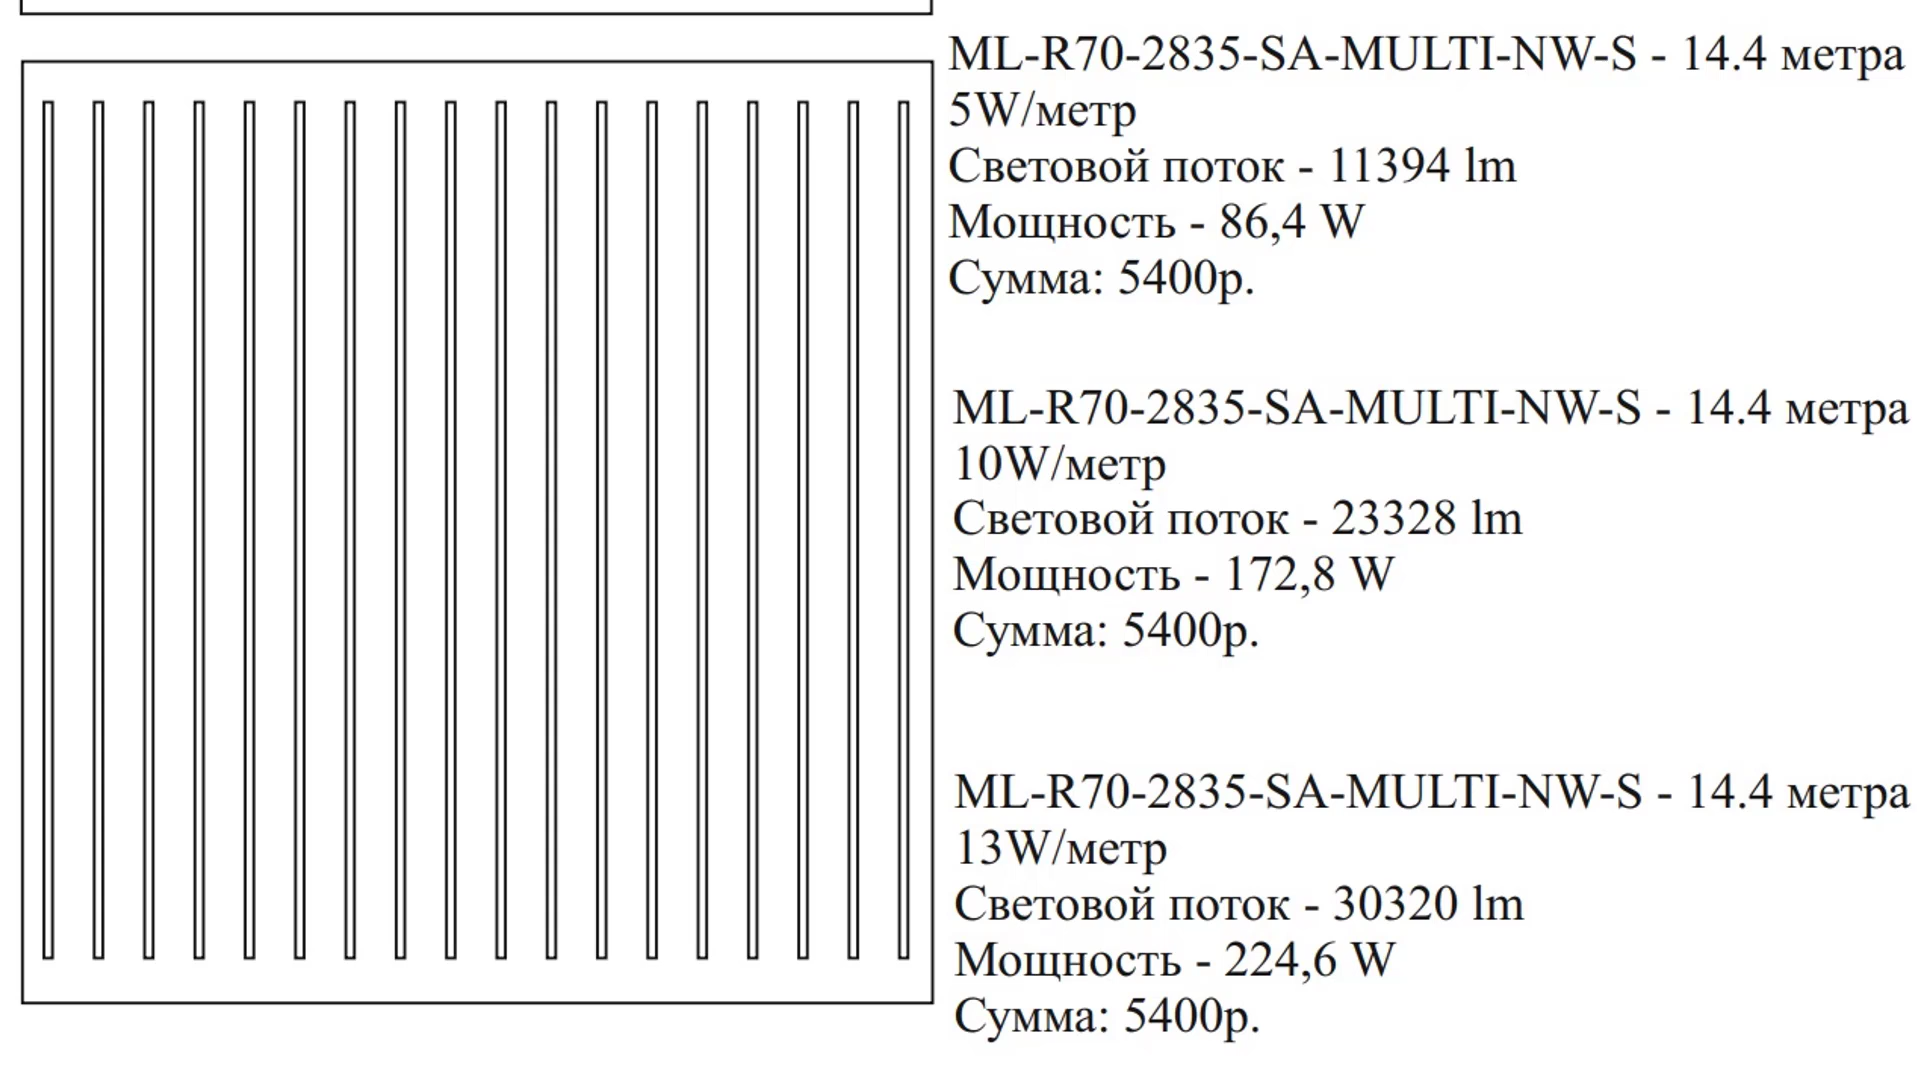 ML-R70-2835-SA-MULTI-NW-S - 14.4 метра
5W/метр
Световой поток - 11394 lm
Мощность - 86,4 W
Сумма: 5400р.
ML-R70-2835-SA-MULTI-NW-S - 14.4 метра
10W/метр
Световой поток - 23328 lm
Мощность - 172,8 W
Сумма: 5400р.
ML-R70-2835-SA-MULTI-NW-S - 14.4 метра
13W/метр
Световой поток - 30320 lm
Мощность - 224,6 W
Сумма: 5400р.